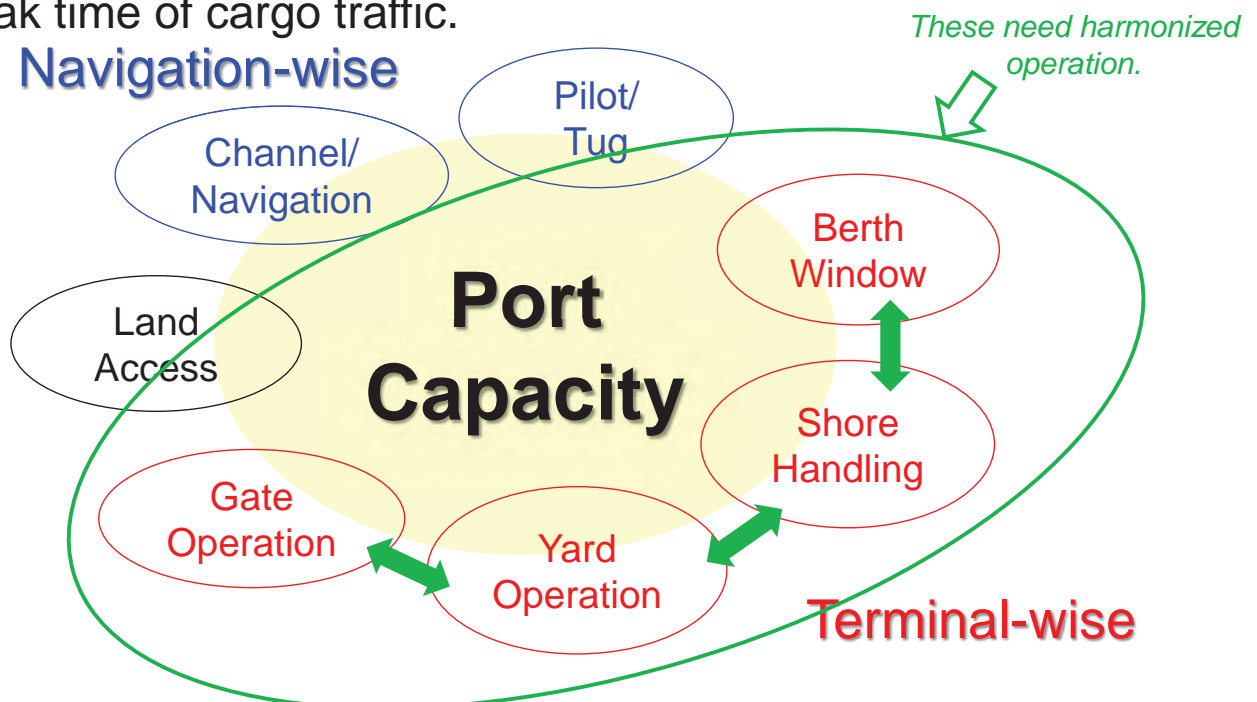 ak time of cargo traffic.
These need harmonized
operation.
Navigation-wise
Pilot/
Tug
Channel/
Navigation
Berth
Window
Port
Capacity
Land
Access
Shore
Handling
Gate
Operation
Yard
Operation
Terminal-wise